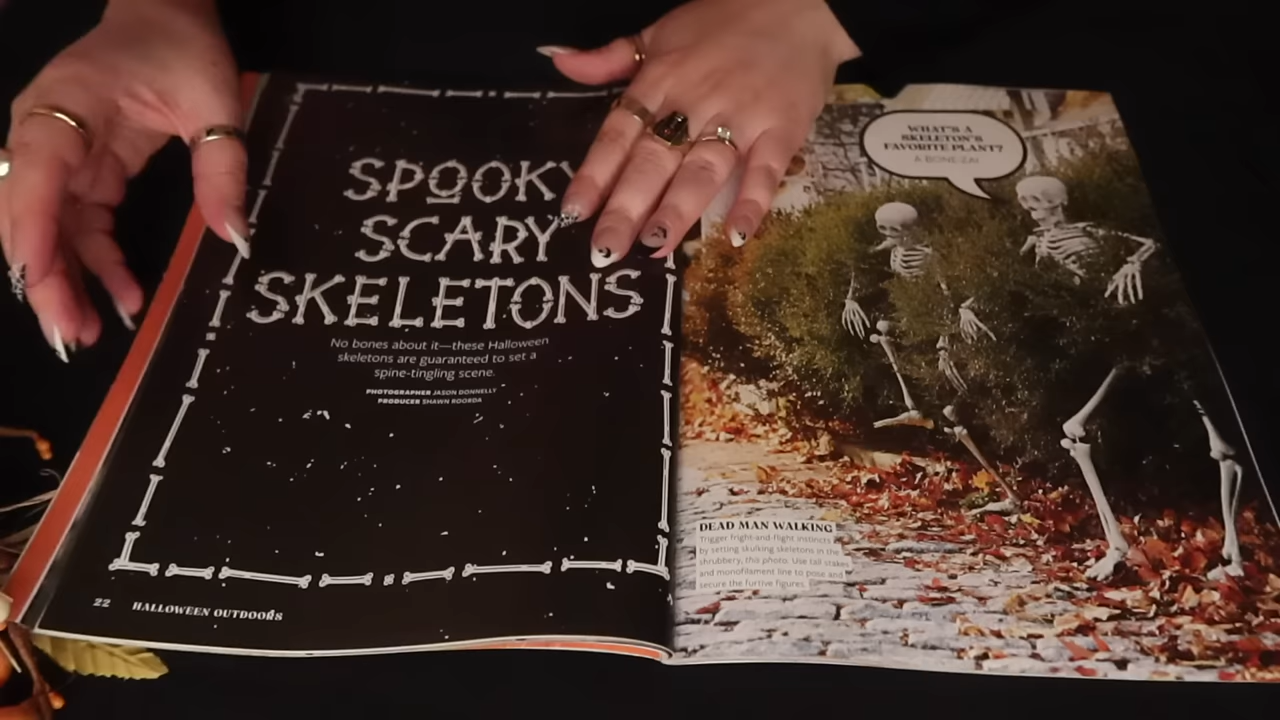 SPOOKY
SCARY
SKELETONS
No bones about it—these Halloween
skeletons are guaranteed to set a
spine-tingling scene.
PHOTOGRAPHER JASON DONNELLY
PRODUCER SHAWN ROORDA
22 HALLOWEEN OUTDOORS
WHAT'S A
SKELETON'S
FAVORITE PLANT?
A BONE-ZAI
DEAD MAN WALKING
Trigger fright-and-flight instincts
by setting skulking skeletons in the
shrubbery, this photo. Use tall stakes
and monofilament line to pose and
secure the furtive figures.